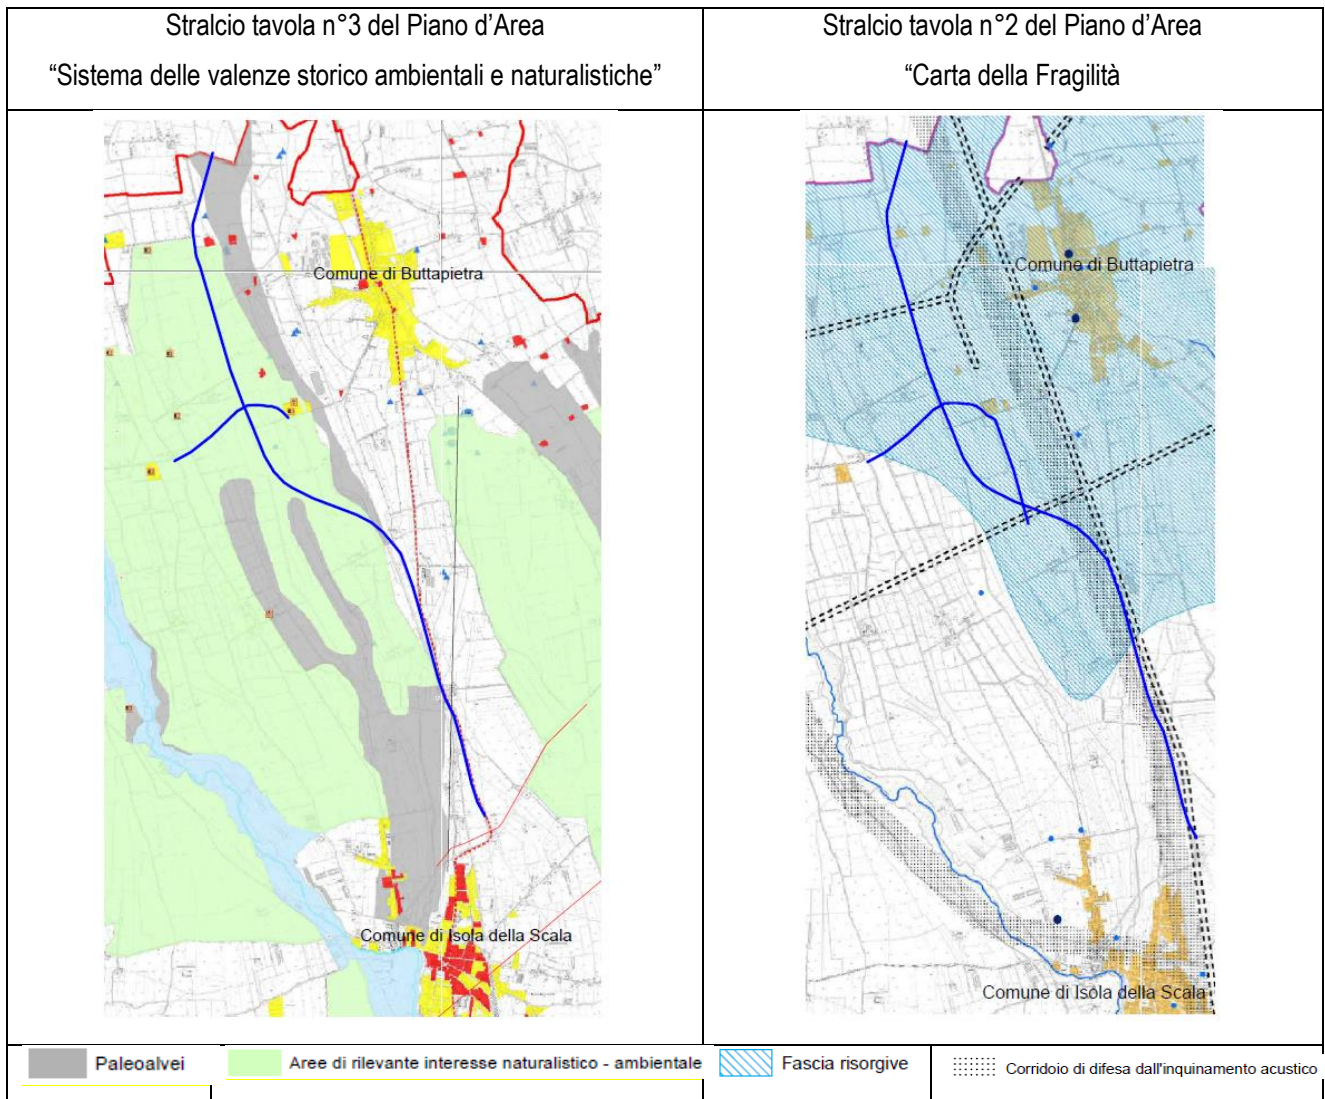 Stralcio tavola n°3 del Piano d’Area
“Sistema delle valenze storico ambientali e naturalistiche”
Stralcio tavola n°2 del Piano d’Area
“Carta della Fragilità
Comune di Buttapietra
Comune di Isola della Scala
Comune di Buttapietra
Comune di Isola della Scala
Paleoalvei
Aree di rilevante interesse naturalistico - ambientale
Fascia risorgive
Corridoio di difesa dall'inquinamento acustico